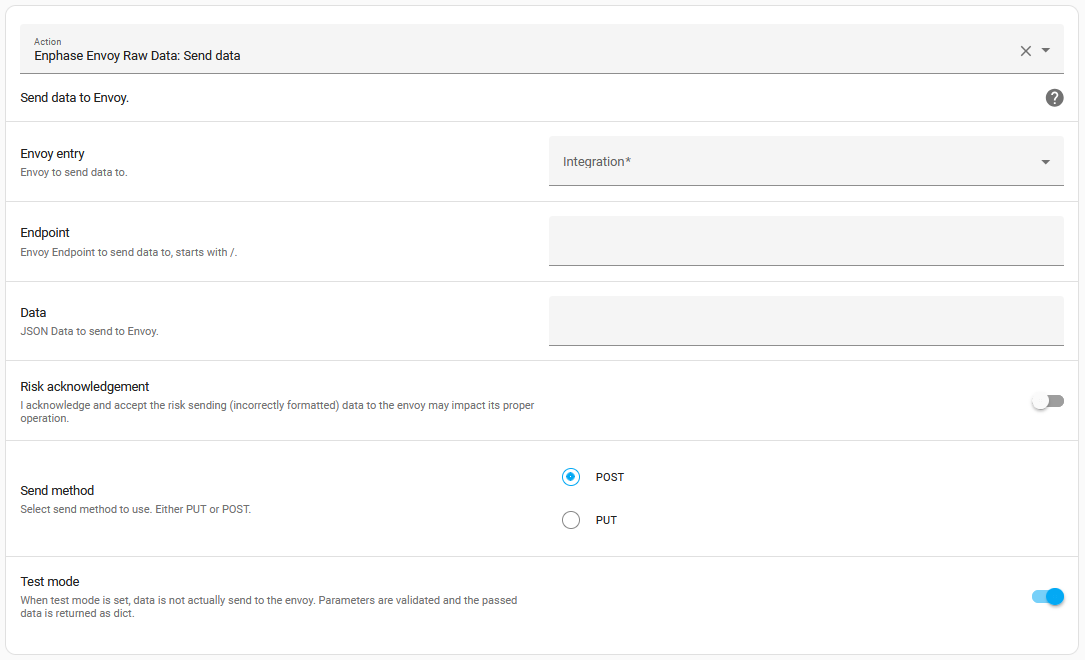 Action
Enphase Envoy Raw Data: Send data
Send data to Envoy.
Envoy entry
Envoy to send data to.
Integration*
Endpoint
Envoy Endpoint to send data to, starts with /.
Data
JSON Data to send to Envoy.
Risk acknowledgement
I acknowledge and accept the risk sending (incorrectly formatted) data to the envoy may impact its proper
operation.
Send method
Select send method to use. Either PUT or POST.
POST
PUT
Test mode
When test mode is set, data is not actually send to the envoy. Parameters are validated and the passed
data is returned as dict.